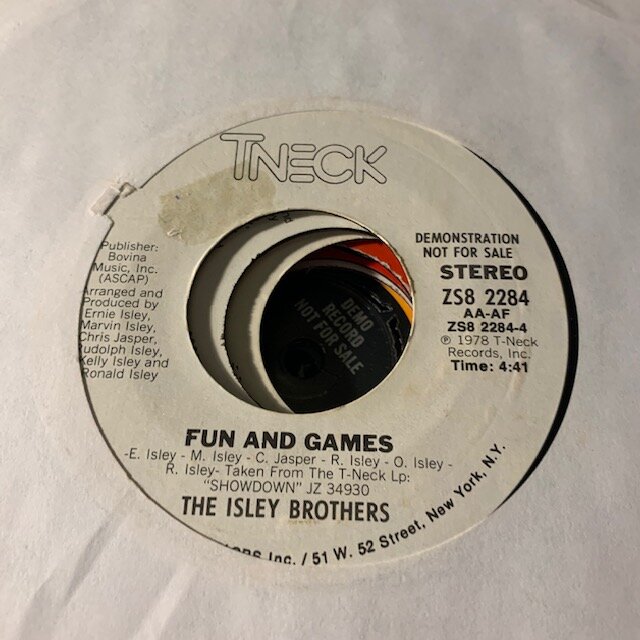 TNECK
Publisher:
Bovina
Music, Inc.
(ASCAP)
Arranged and
Produced by
Ernie Isley,
Marvin Isley,
Chris Jasper,
Rudolph Isley,
Kelly Isley and
Ronald Isley
DEMONSTRATION
NOT FOR SALE
STEREO
ZS8 2284
AA-AF
ZS8 2284-4
℗ 1978 T-Neck
Records, Inc.
Time: 4:41
DEMO
RECORD
NOT FOR SALE
FUN AND GAMES
-E. Isley - M. Isley - C. Jasper - R. Isley - O. Isley -
R. Isley- Taken From The T-Neck Lp:
"SHOWDOWN" JZ 34930
THE ISLEY BROTHERS
Inc. / 51 W. 52 Street, New York, N.Y.